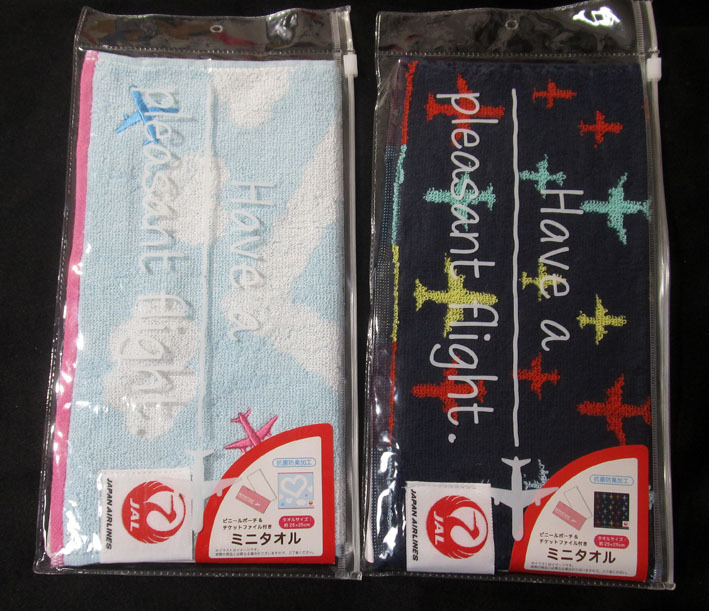 Have a
pleasant flight.
JAL
JAPAN AIRLINES
抗菌防臭加工
ビニールポーチ&
チケットファイル付き
タオルサイズ:
約25×25cm
ミニタオル
Have a
pleasant flight.
JAL
JAPAN AIRLINES
抗菌防臭加工
ビニールポーチ&
チケットファイル付き
タオルサイズ:
約25×25cm
ミニタオル